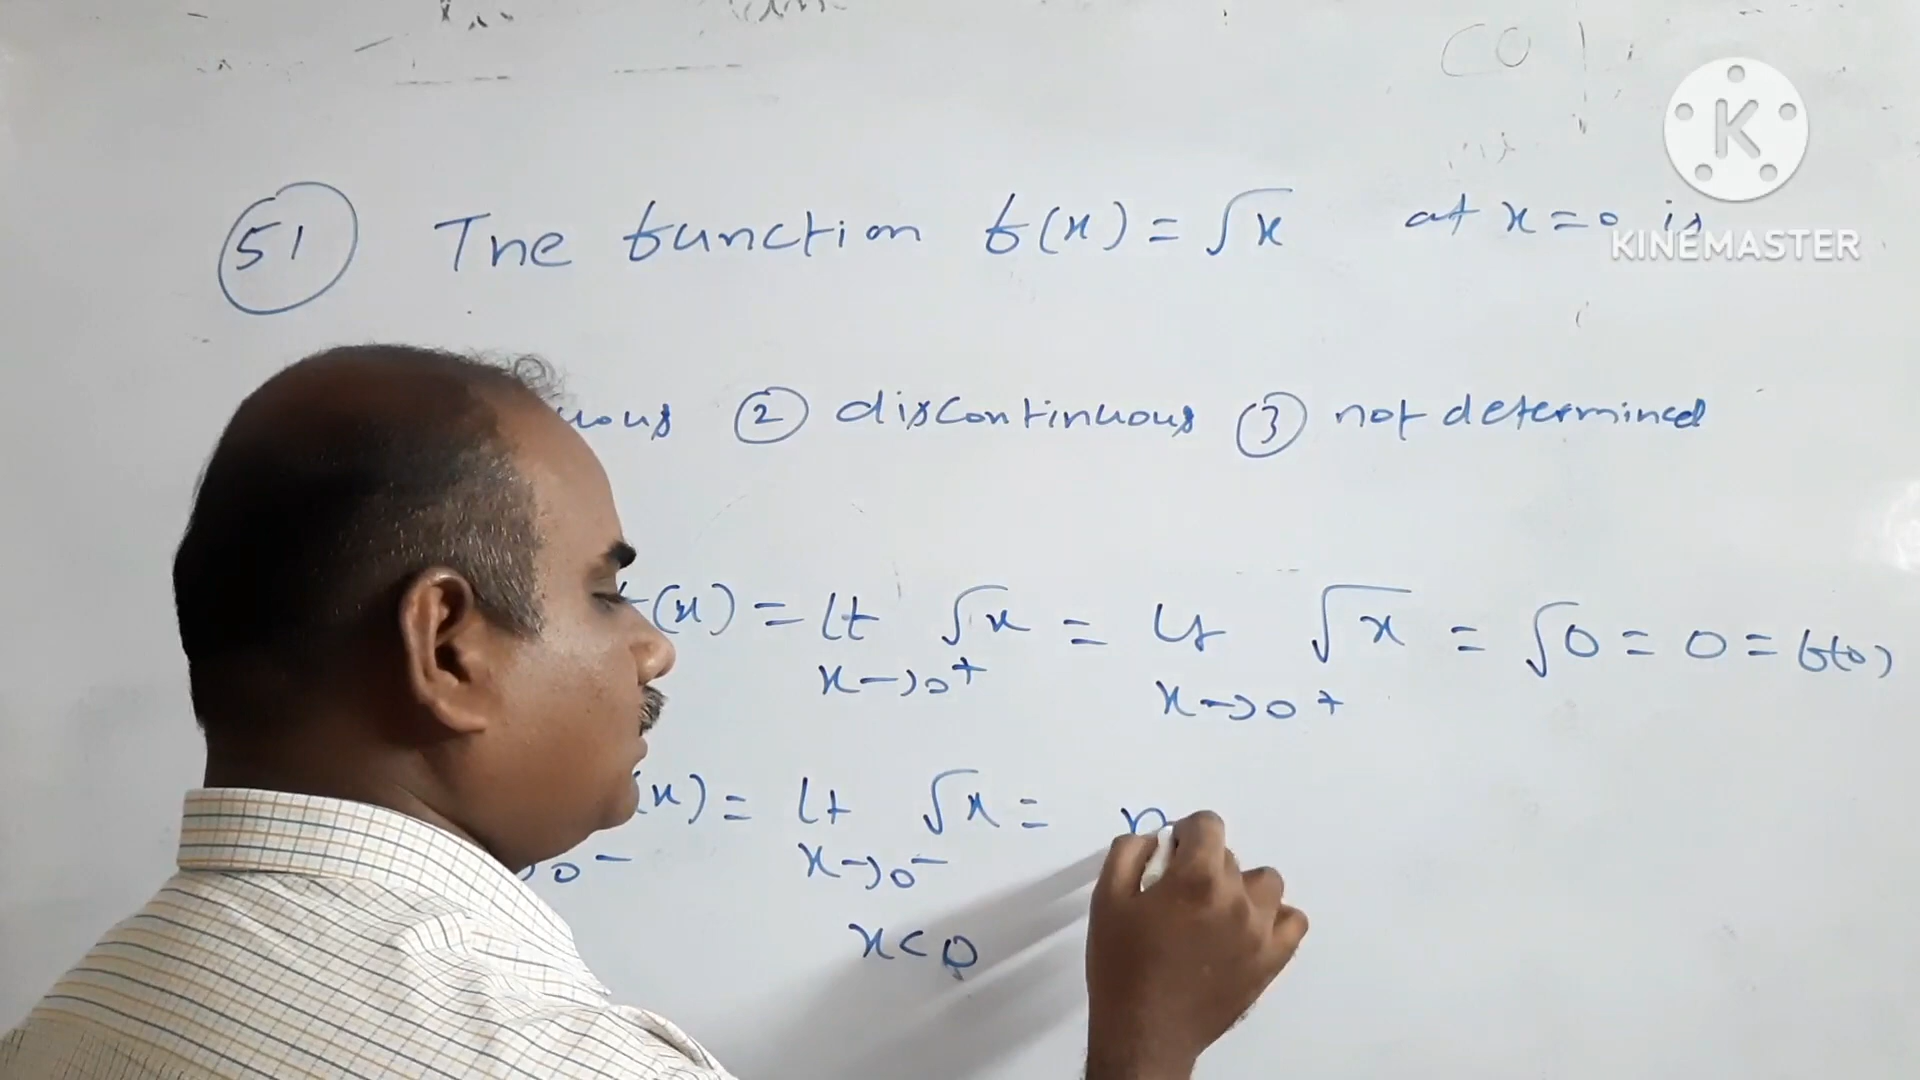 K
KINEMASTER
51 The function f(x) = √x at x = 0 is
② discontinuous ③ not determined
(x) = lt √x = lt √x = √0 = 0 = f(0)
x→0+ x→0+
(x) = lt √x = n
0− x→0−
x<0